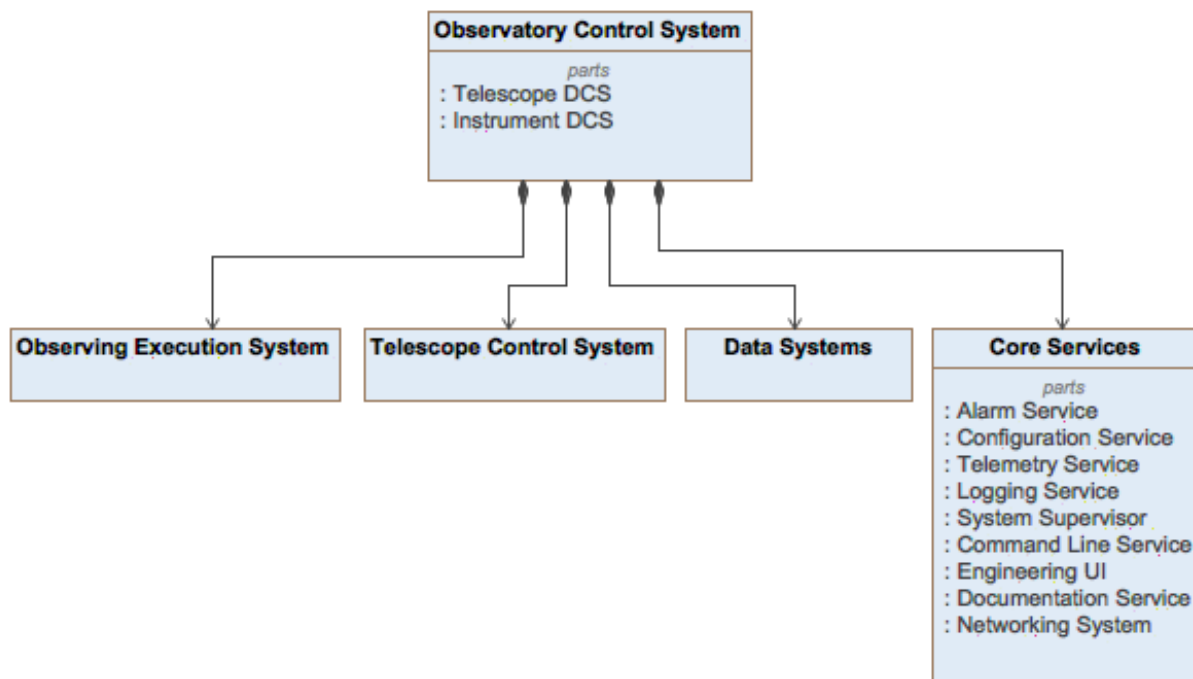 Observatory Control System
parts
: Telescope DCS
: Instrument DCS
Observing Execution System
Telescope Control System
Data Systems
Core Services
parts
: Alarm Service
: Configuration Service
: Telemetry Service
: Logging Service
: System Supervisor
: Command Line Service
: Engineering UI
: Documentation Service
: Networking System